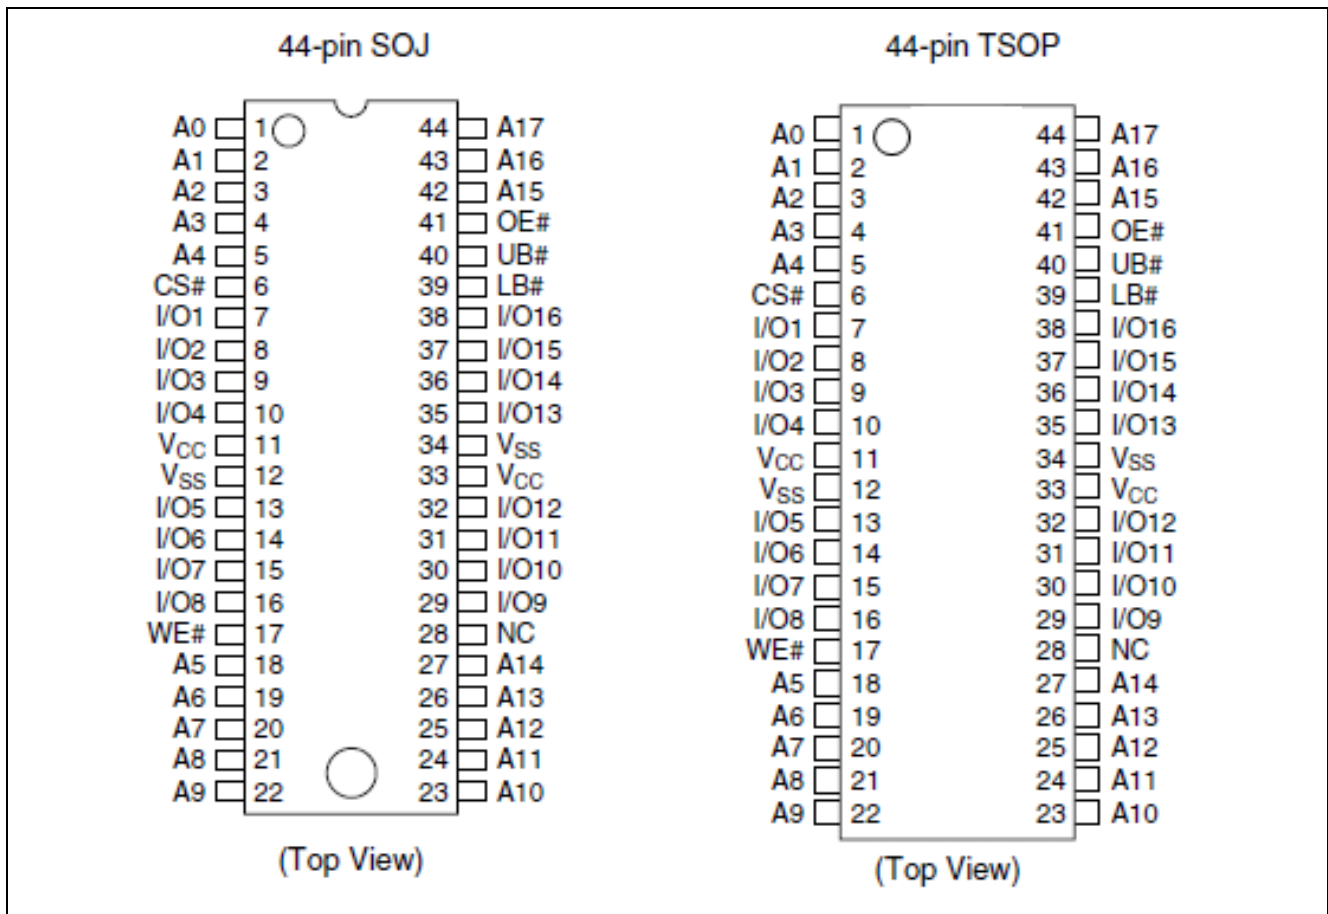 44-pin SOJ
A0 1 44 A17
A1 2 43 A16
A2 3 42 A15
A3 4 41 OE#
A4 5 40 UB#
CS# 6 39 LB#
I/O1 7 38 I/O16
I/O2 8 37 I/O15
I/O3 9 36 I/O14
I/O4 10 35 I/O13
VCC 11 34 VSS
VSS 12 33 VCC
I/O5 13 32 I/O12
I/O6 14 31 I/O11
I/O7 15 30 I/O10
I/O8 16 29 I/O9
WE# 17 28 NC
A5 18 27 A14
A6 19 26 A13
A7 20 25 A12
A8 21 24 A11
A9 22 23 A10
(Top View)
44-pin TSOP
A0 1 44 A17
A1 2 43 A16
A2 3 42 A15
A3 4 41 OE#
A4 5 40 UB#
CS# 6 39 LB#
I/O1 7 38 I/O16
I/O2 8 37 I/O15
I/O3 9 36 I/O14
I/O4 10 35 I/O13
VCC 11 34 VSS
VSS 12 33 VCC
I/O5 13 32 I/O12
I/O6 14 31 I/O11
I/O7 15 30 I/O10
I/O8 16 29 I/O9
WE# 17 28 NC
A5 18 27 A14
A6 19 26 A13
A7 20 25 A12
A8 21 24 A11
A9 22 23 A10
(Top View)